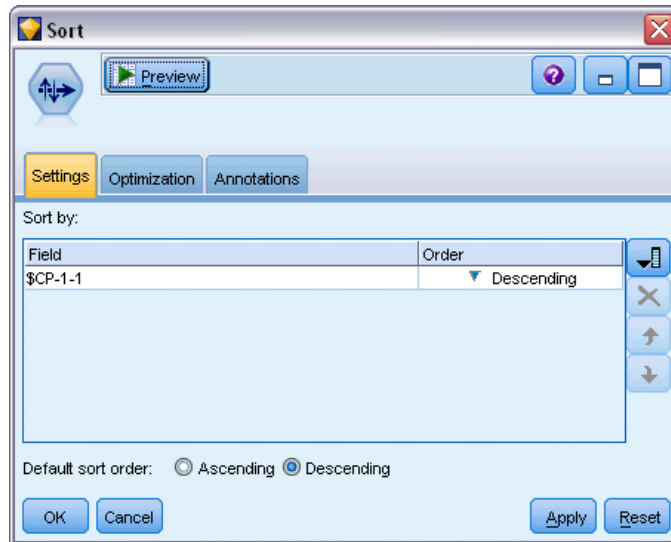 Sort
Preview
Settings Optimization Annotations
Sort by:
Field Order
$CP-1-1 Descending
Default sort order: Ascending Descending
OK Cancel Apply Reset